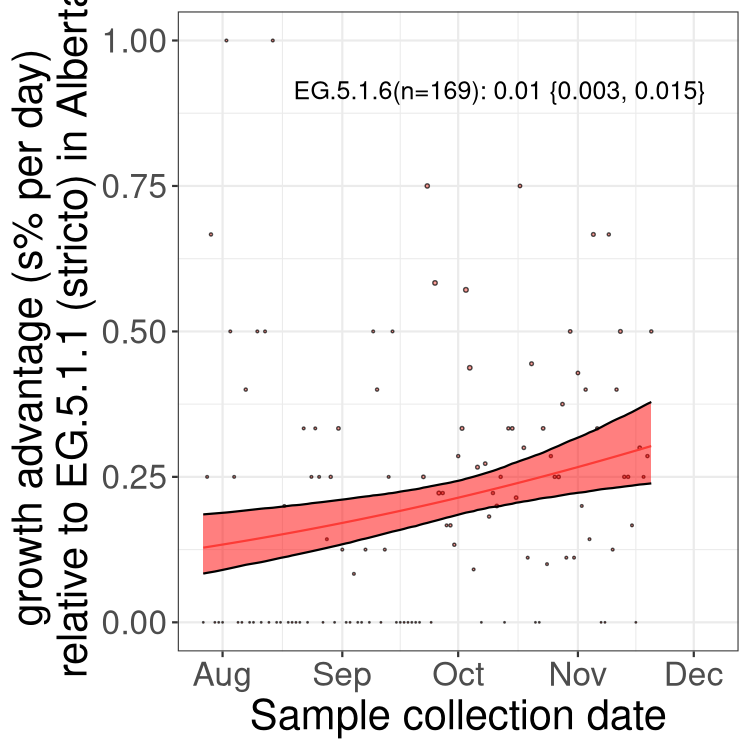 growth advantage (s% per day)
relative to EG.5.1.1 (stricto) in Alberta
1.00
0.75
0.50
0.25
0.00
EG.5.1.6(n=169): 0.01 {0.003, 0.015}
Aug Sep Oct Nov Dec
Sample collection date